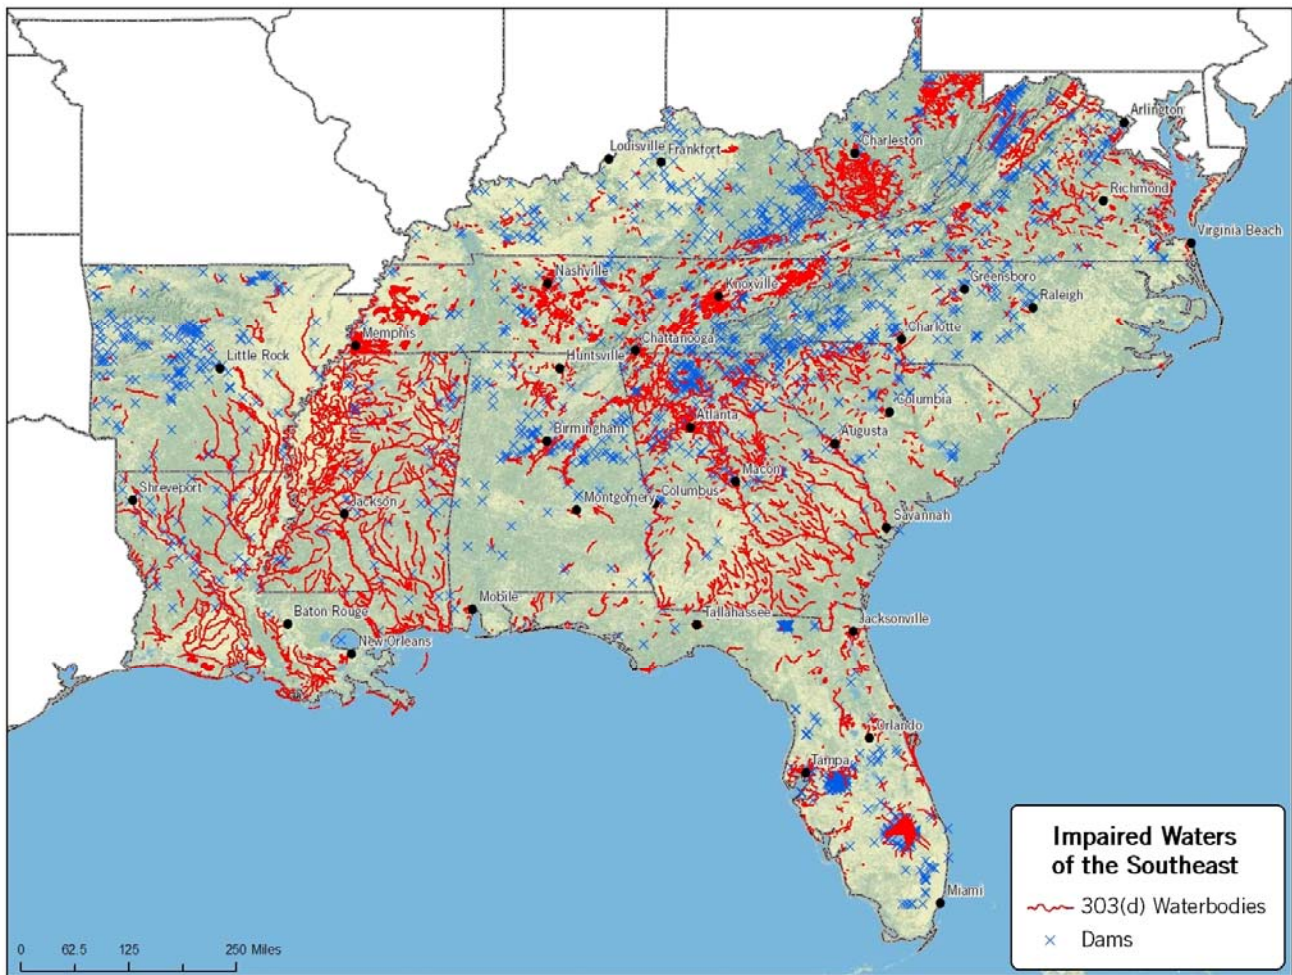 Arlington
Charleston
Louisville
Frankfort
Richmond
Virginia Beach
Nashville
Knoxville
Greensboro
Raleigh
Memphis
Chattanooga
Charlotte
Little Rock
Huntsville
Columbia
Atlanta
Birmingham
Augusta
Macon
Shreveport
Jackson
Montgomery
Columbus
Savannah
Mobile
Baton Rouge
Tallahassee
Jacksonville
New Orleans
Orlando
Tampa
Miami
Impaired Waters
of the Southeast
303(d) Waterbodies
Dams
0 62.5 125 250 Miles